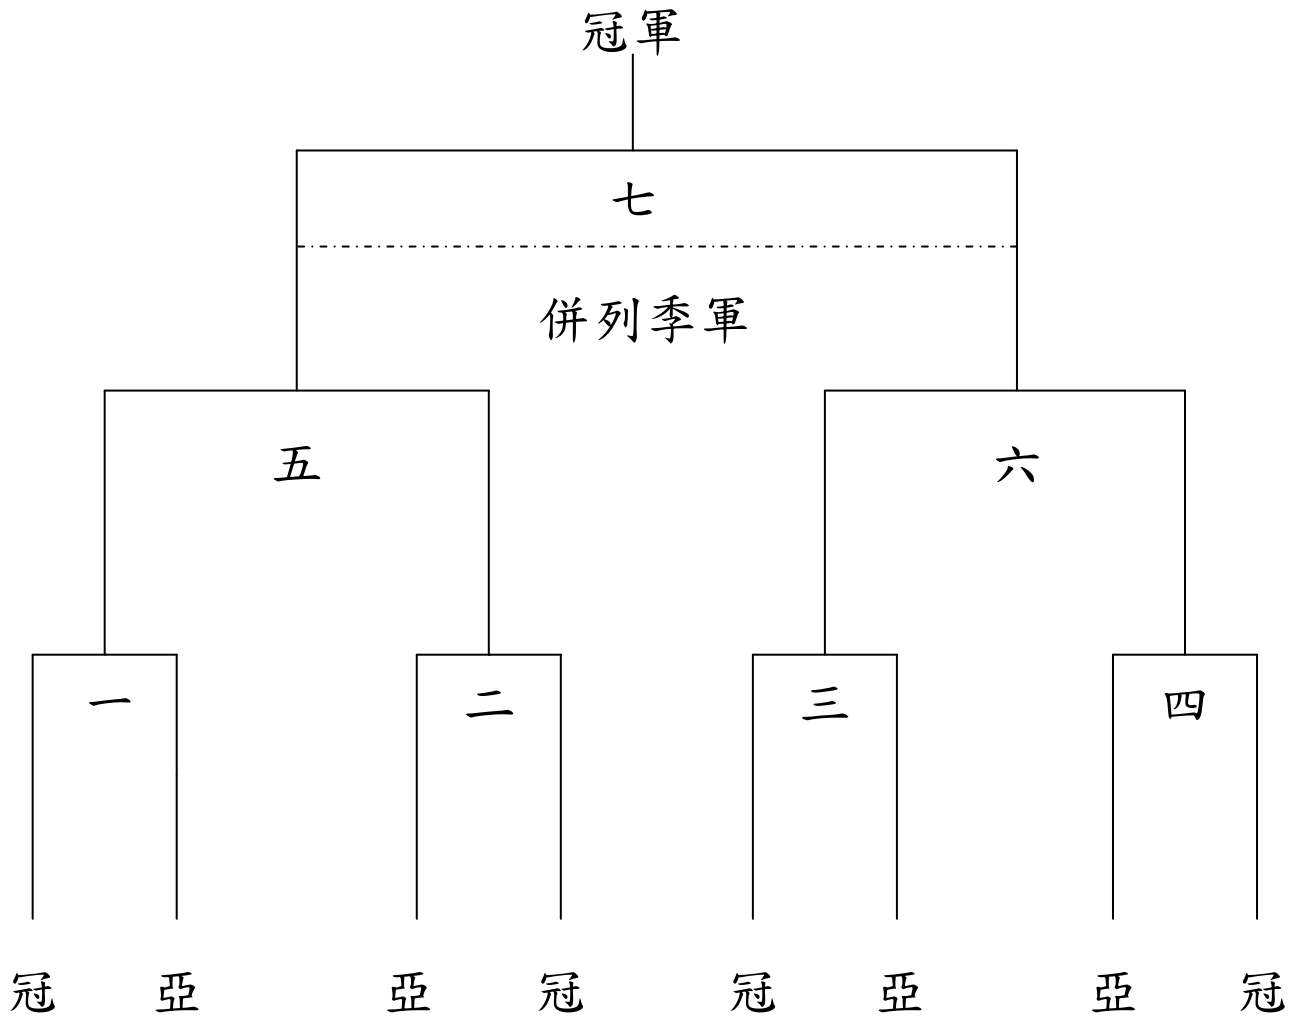 冠軍
七
併列季軍
五 六
一 二 三 四
冠 亞 亞 冠 冠 亞 亞 冠